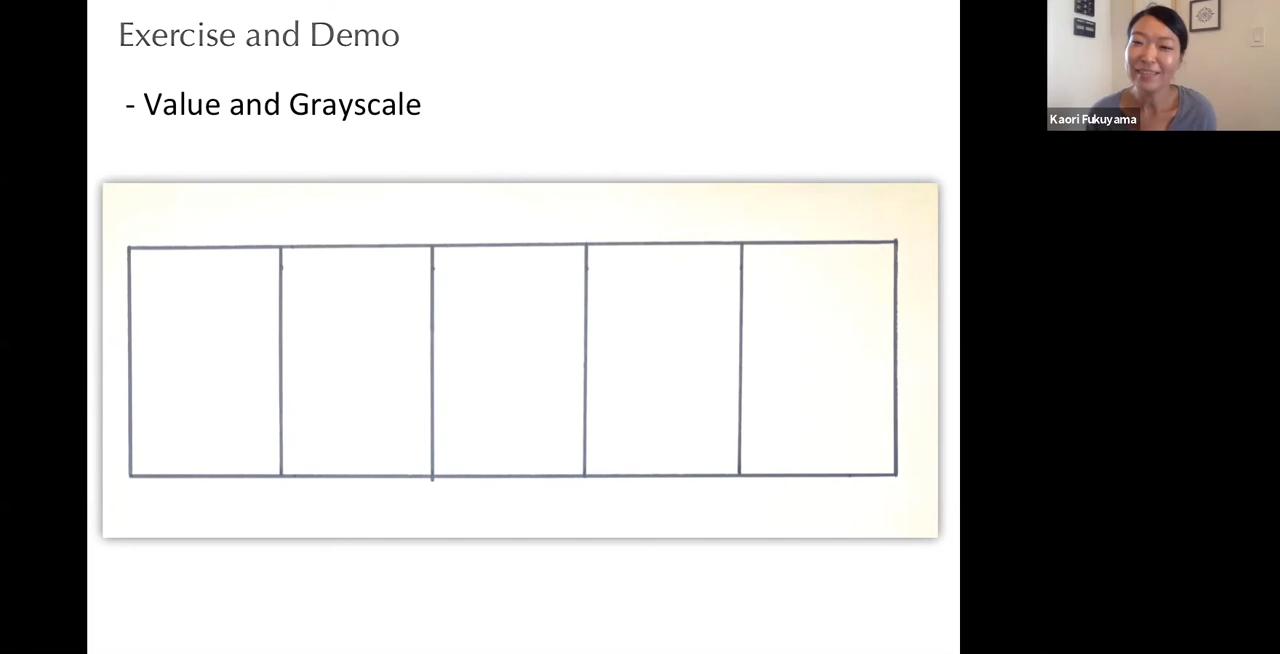 Exercise and Demo
- Value and Grayscale
Kaori Fukuyama